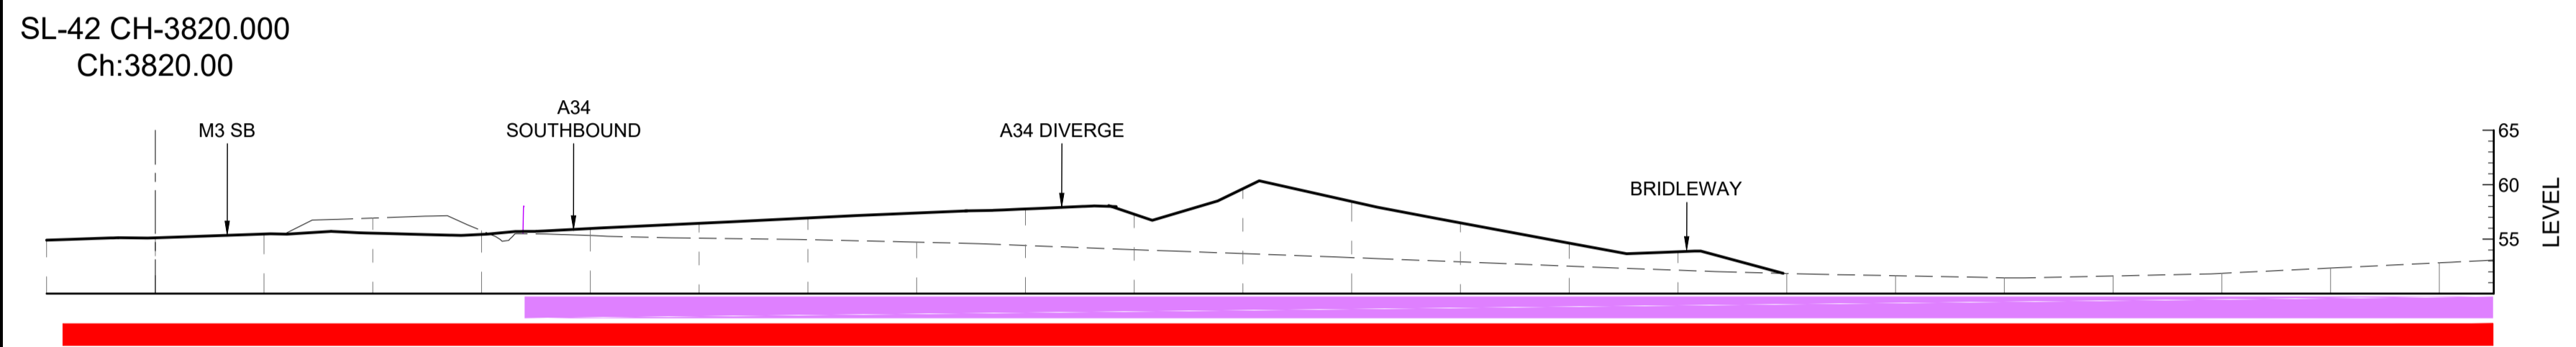 SL-42 CH-3820.000
Ch:3820.00
M3 SB
A34
SOUTHBOUND
A34 DIVERGE
BRIDLEWAY
65
60
55
LEVEL